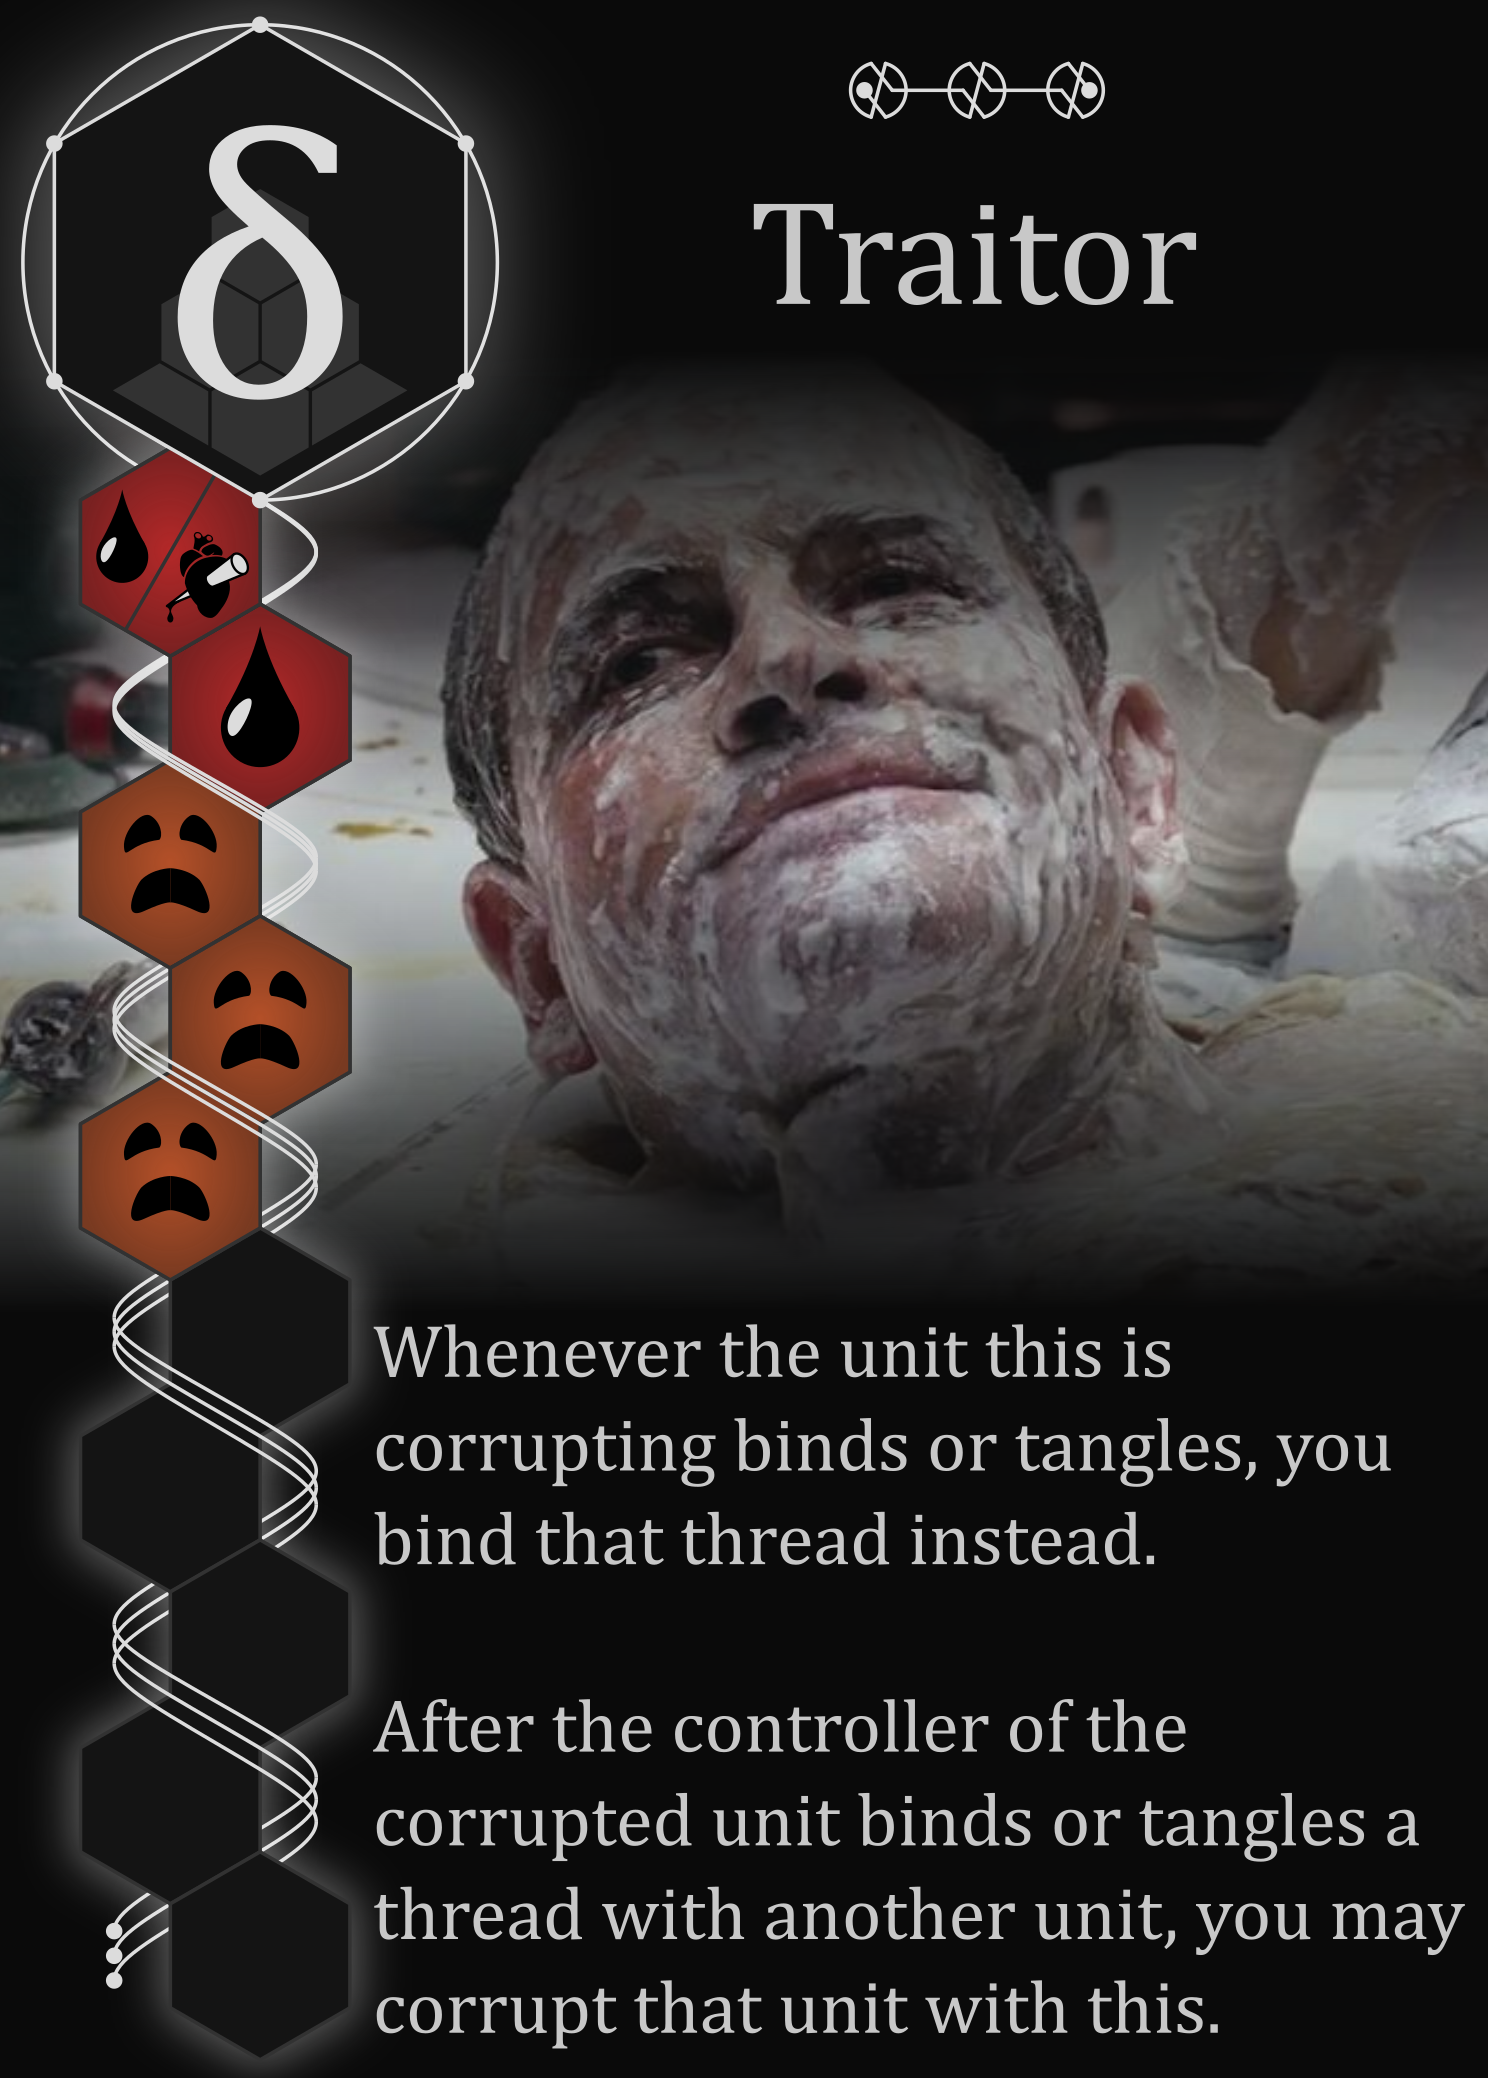 δ
Traitor
Whenever the unit this is
corrupting binds or tangles, you
bind that thread instead.
After the controller of the
corrupted unit binds or tangles a
thread with another unit, you may
corrupt that unit with this.